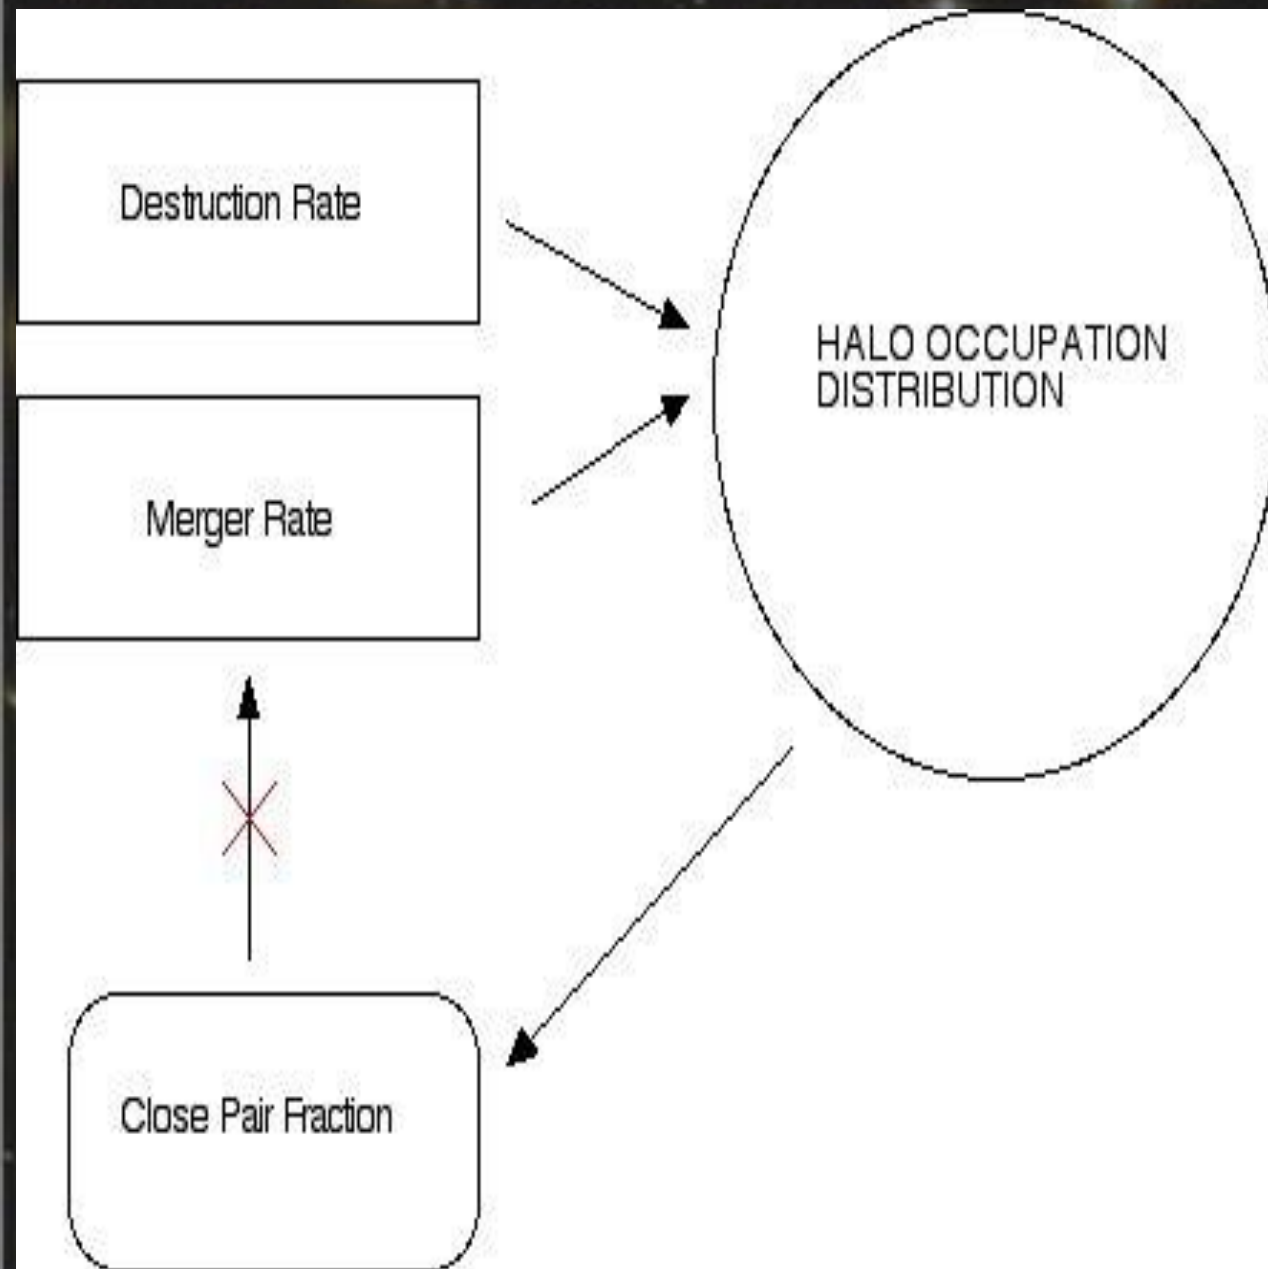 Destruction Rate
HALO OCCUPATION
DISTRIBUTION
Merger Rate
Close Pair Fraction